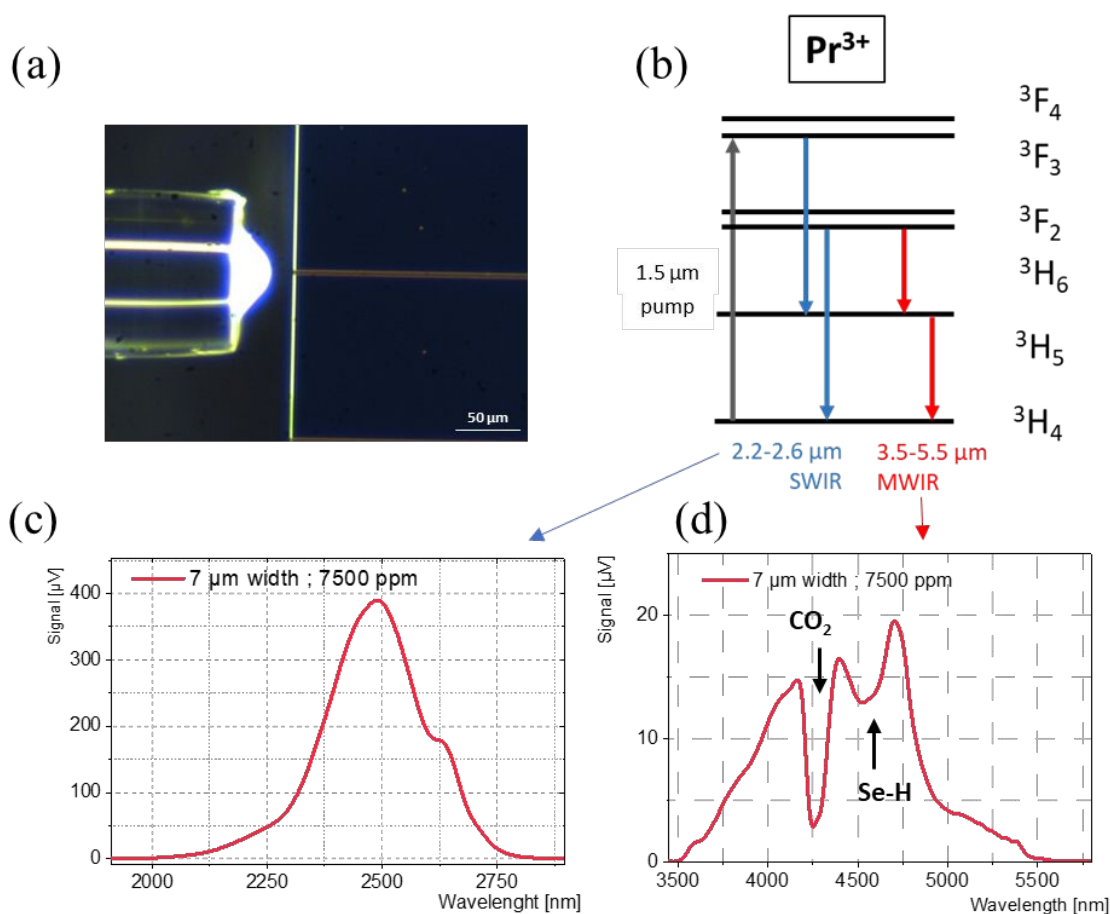 (a)
50 µm
(b)
Pr³⁺
³F₄
³F₃
³F₂
³H₆
³H₅
³H₄
1.5 µm
pump
2.2-2.6 µm
SWIR
3.5-5.5 µm
MWIR
(c)
7 µm width ; 7500 ppm
Signal [µV]
400
300
200
100
0
2000
2250
2500
2750
Wavelenght [nm]
(d)
7 µm width ; 7500 ppm
Signal [µV]
CO₂
Se-H
20
10
0
3500
4000
4500
5000
5500
Wavelength [nm]